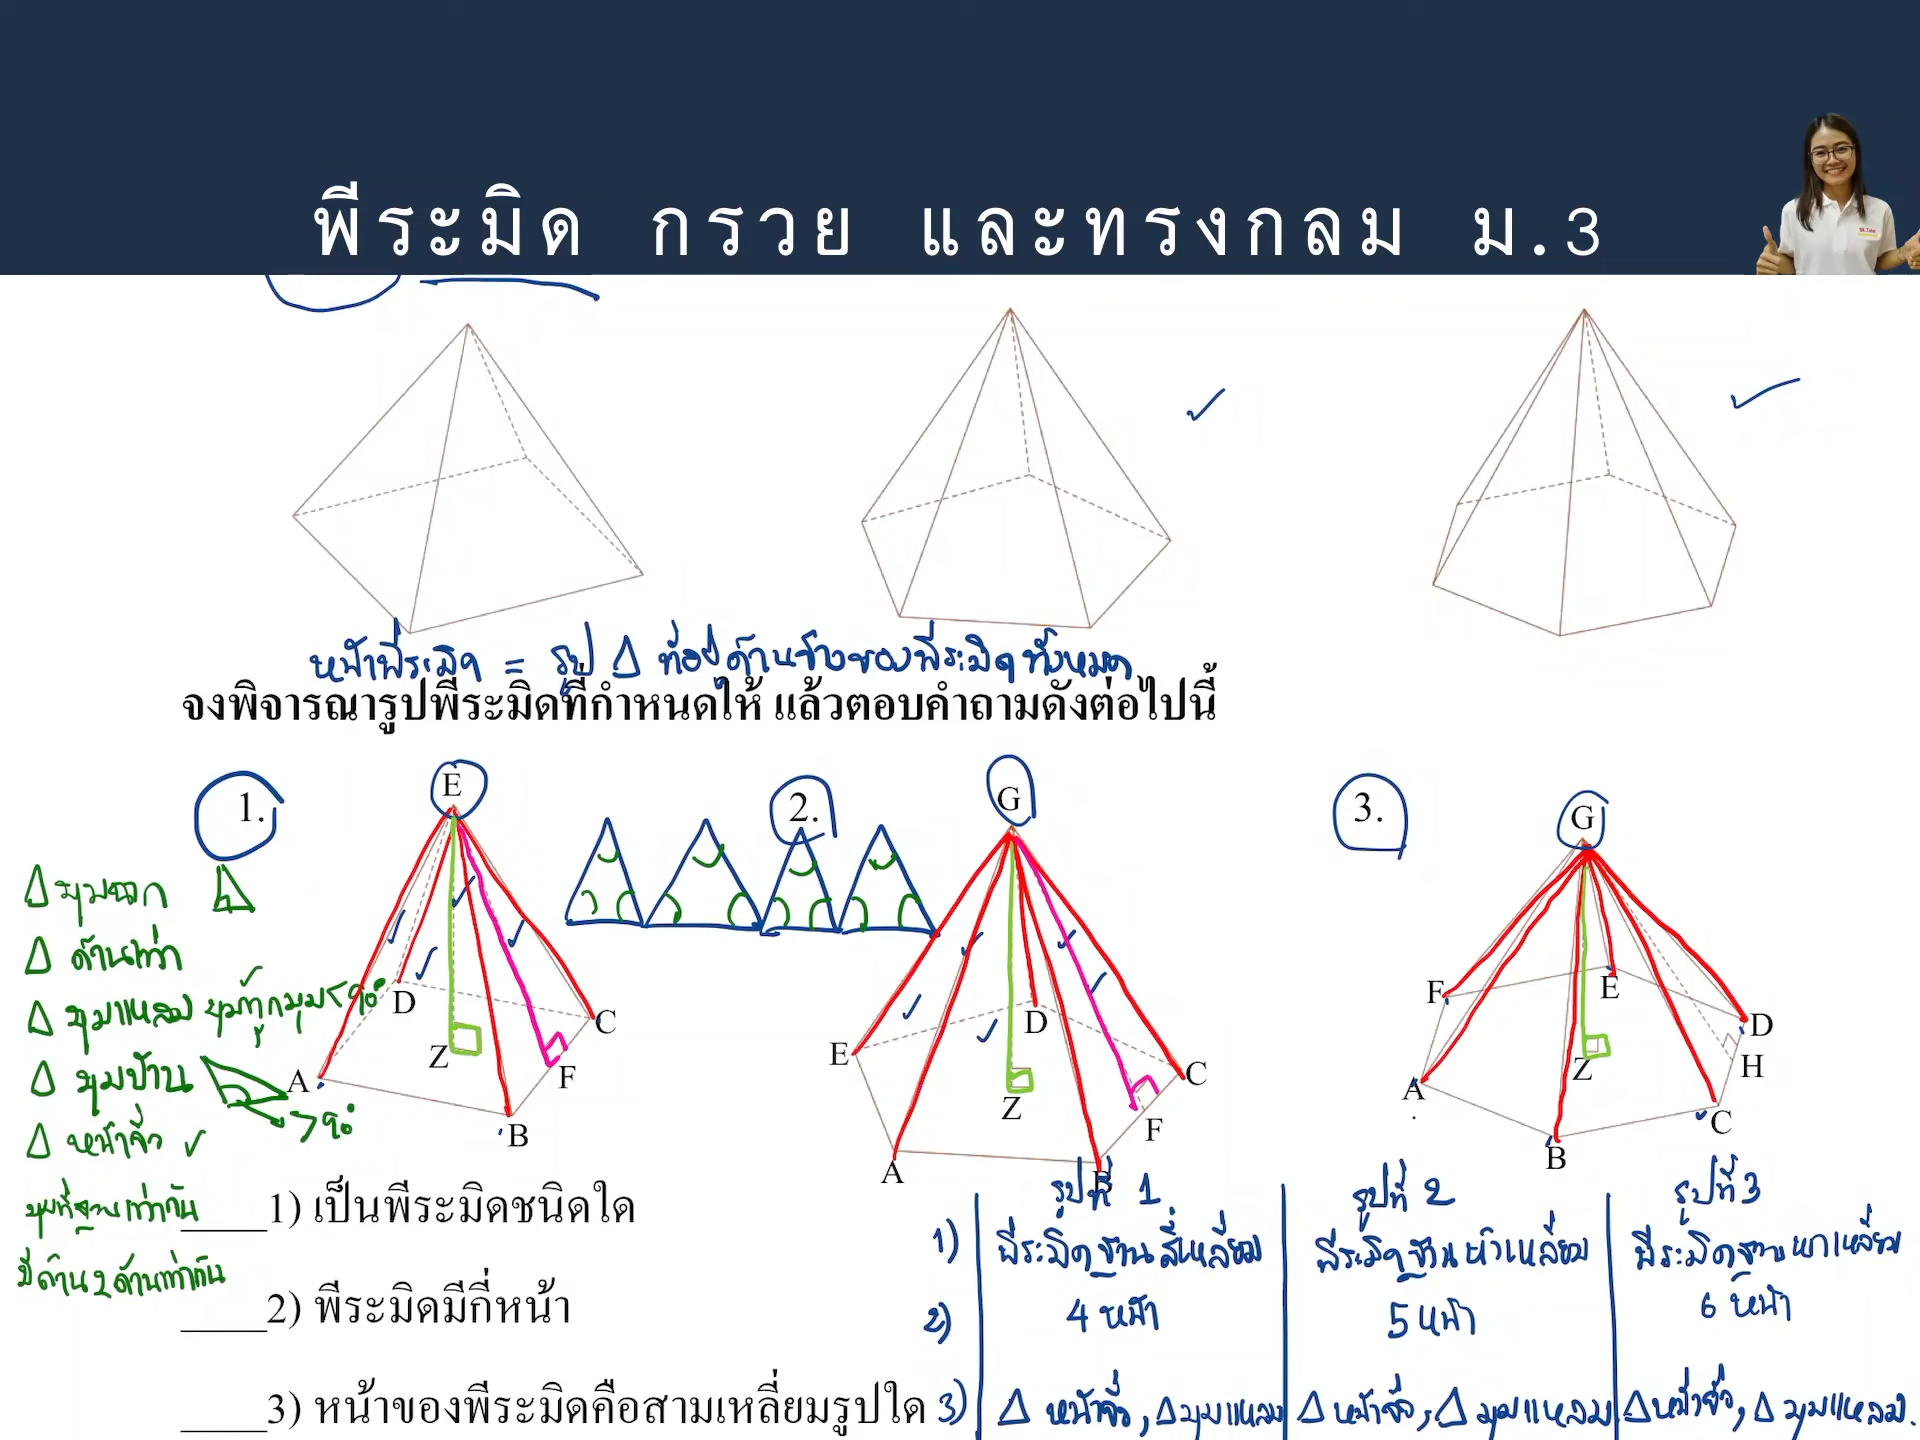 พีระมิด กรวย และทรงกลม ม.3
หน้าพีระมิด = รูป Δ ที่อยู่ด้านข้างของพีระมิดทั้งหมด
จงพิจารณารูปพีระมิดที่กำหนดให้ แล้วตอบคำถามดังต่อไปนี้
1. E D Z C A F B
2. G D E C Z F A B
3. G F E D Z H A C B
Δ มุมฉาก
Δ ด้านเท่า
Δ มุมแหลม มุมทุกมุม < 90°
Δ มุมป้าน > 90°
Δ หน้าจั่ว ✓
มุมที่ฐานเท่ากัน
มีด้าน 2 ด้านเท่ากัน
____1) เป็นพีระมิดชนิดใด
____2) พีระมิดมีกี่หน้า
____3) หน้าของพีระมิดคือสามเหลี่ยมรูปใด
รูปที่ 1 รูปที่ 2 รูปที่ 3
1) พีระมิดฐานสี่เหลี่ยม พีระมิดฐานห้าเหลี่ยม พีระมิดฐานหกเหลี่ยม
2) 4 หน้า 5 หน้า 6 หน้า
3) Δ หน้าจั่ว, Δ มุมแหลม Δ หน้าจั่ว, Δ มุมแหลม Δ หน้าจั่ว, Δ มุมแหลม.